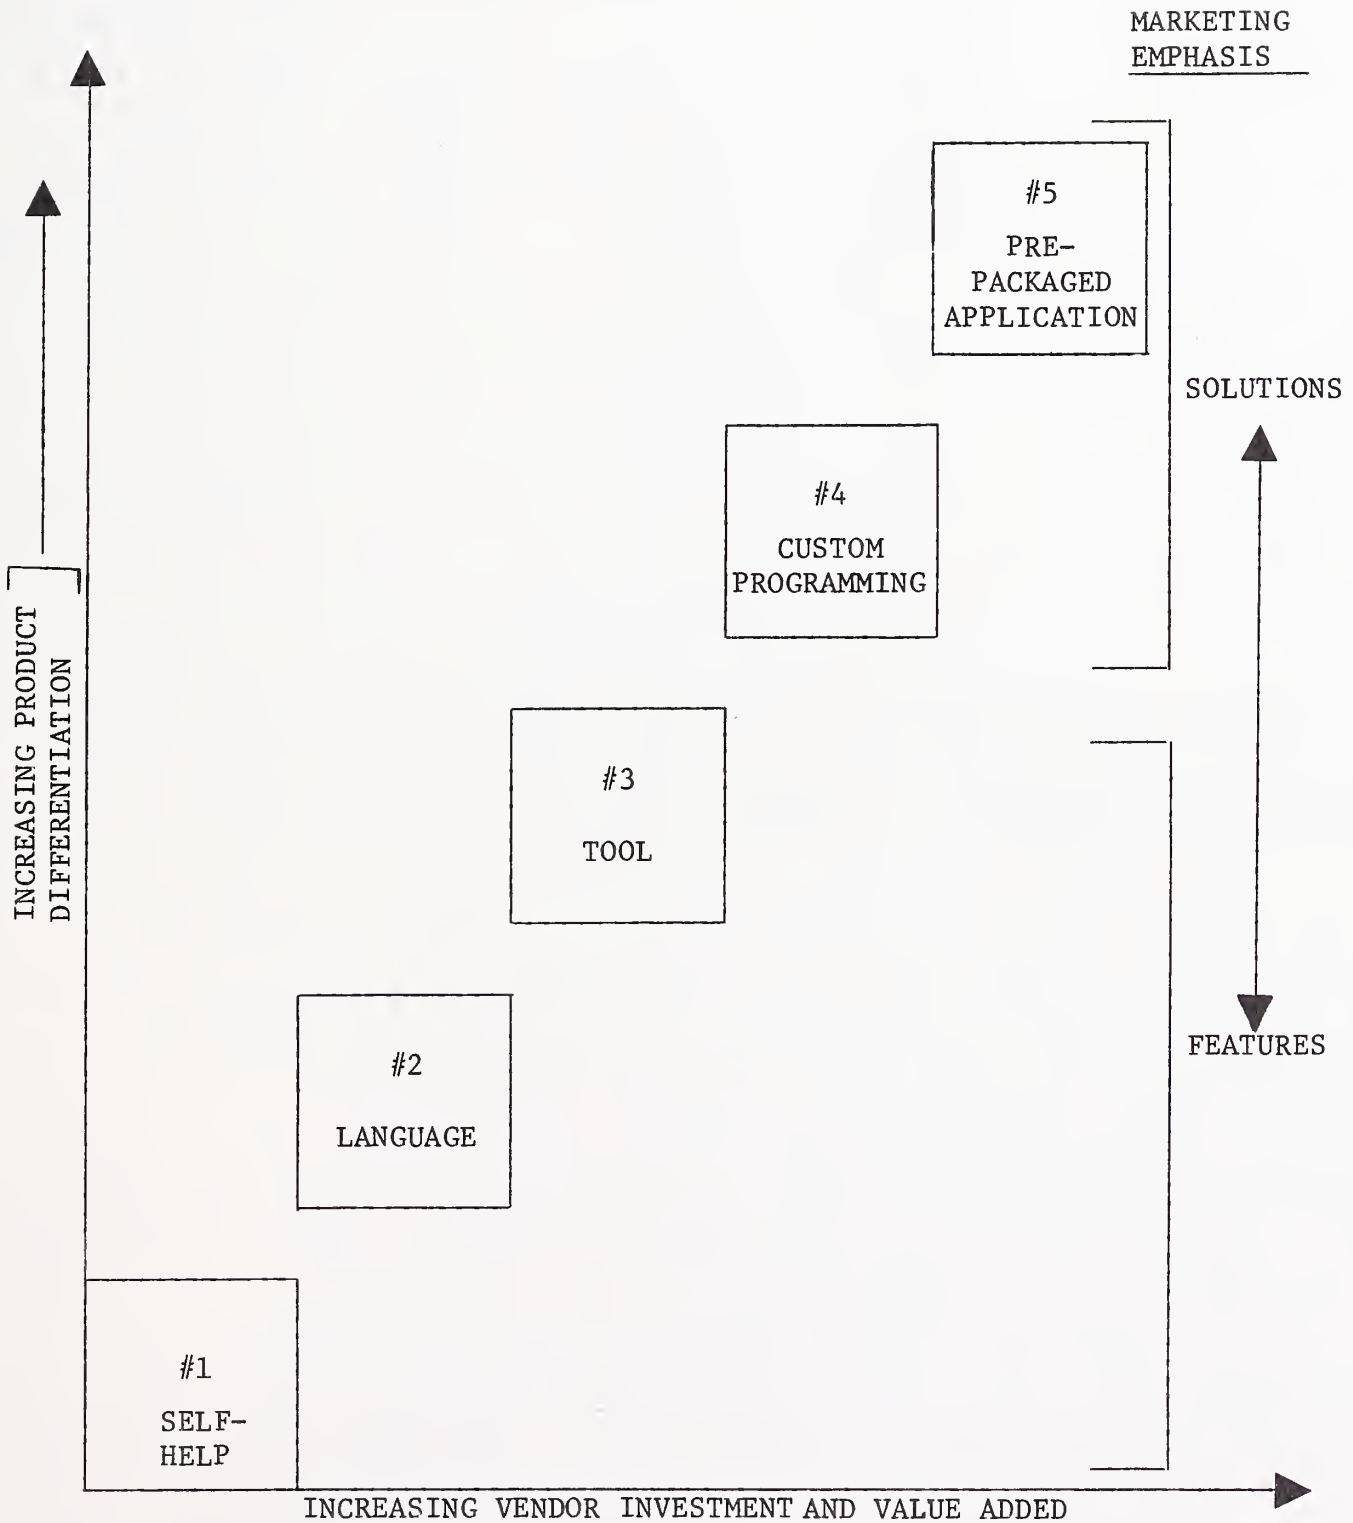 MARKETING
EMPHASIS
#5
PRE-
PACKAGED
APPLICATION
SOLUTIONS
#4
CUSTOM
PROGRAMMING
INCREASING PRODUCT
DIFFERENTIATION
#3
TOOL
FEATURES
#2
LANGUAGE
#1
SELF-
HELP
INCREASING VENDOR INVESTMENT AND VALUE ADDED